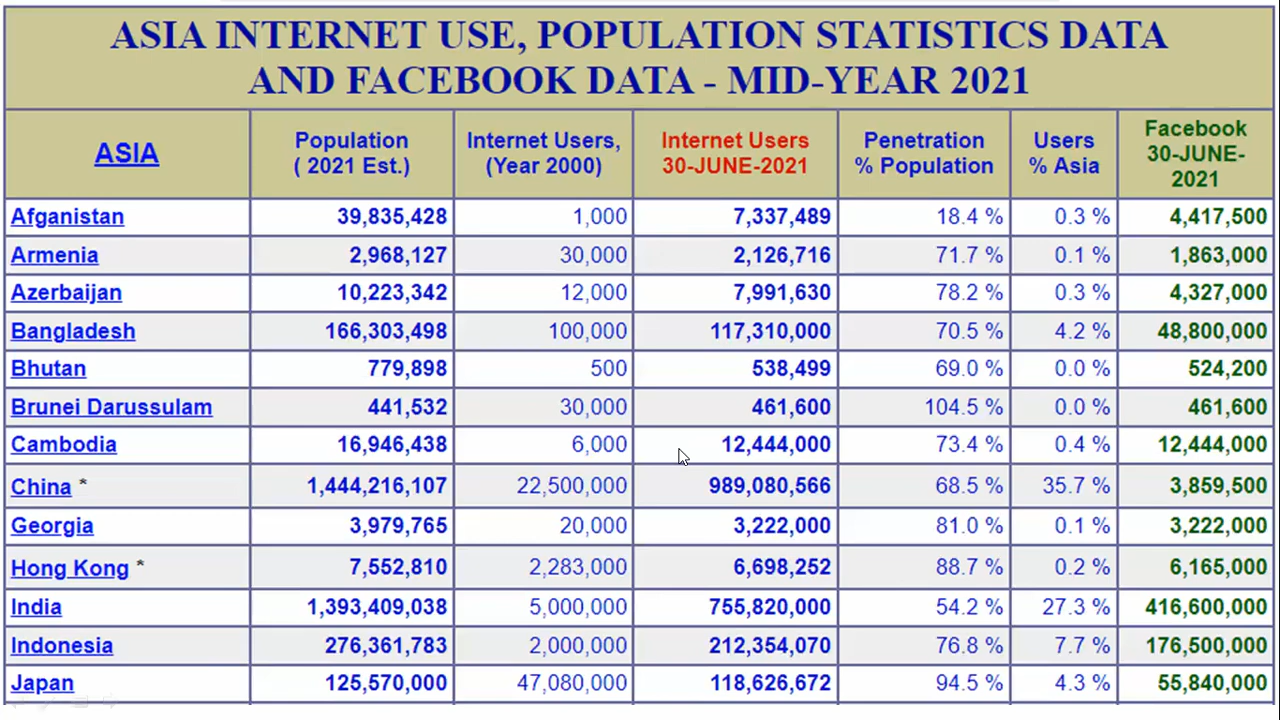 ASIA INTERNET USE, POPULATION STATISTICS DATA
AND FACEBOOK DATA - MID-YEAR 2021
ASIA Population ( 2021 Est.) Internet Users, (Year 2000) Internet Users 30-JUNE-2021 Penetration % Population Users % Asia Facebook 30-JUNE-2021
Afganistan 39,835,428 1,000 7,337,489 18.4 % 0.3 % 4,417,500
Armenia 2,968,127 30,000 2,126,716 71.7 % 0.1 % 1,863,000
Azerbaijan 10,223,342 12,000 7,991,630 78.2 % 0.3 % 4,327,000
Bangladesh 166,303,498 100,000 117,310,000 70.5 % 4.2 % 48,800,000
Bhutan 779,898 500 538,499 69.0 % 0.0 % 524,200
Brunei Darussulam 441,532 30,000 461,600 104.5 % 0.0 % 461,600
Cambodia 16,946,438 6,000 12,444,000 73.4 % 0.4 % 12,444,000
China * 1,444,216,107 22,500,000 989,080,566 68.5 % 35.7 % 3,859,500
Georgia 3,979,765 20,000 3,222,000 81.0 % 0.1 % 3,222,000
Hong Kong * 7,552,810 2,283,000 6,698,252 88.7 % 0.2 % 6,165,000
India 1,393,409,038 5,000,000 755,820,000 54.2 % 27.3 % 416,600,000
Indonesia 276,361,783 2,000,000 212,354,070 76.8 % 7.7 % 176,500,000
Japan 125,570,000 47,080,000 118,626,672 94.5 % 4.3 % 55,840,000